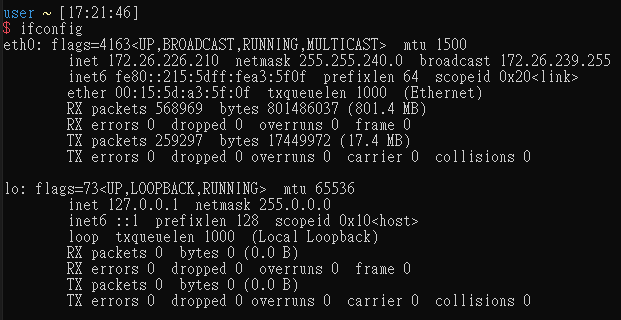 user ~ [17:21:46]
$ ifconfig
eth0: flags=4163<UP,BROADCAST,RUNNING,MULTICAST>  mtu 1500
        inet 172.26.226.210  netmask 255.255.240.0  broadcast 172.26.239.255
        inet6 fe80::215:5dff:fea3:5f0f  prefixlen 64  scopeid 0x20<link>
        ether 00:15:5d:a3:5f:0f  txqueuelen 1000  (Ethernet)
        RX packets 568969  bytes 801486037 (801.4 MB)
        RX errors 0  dropped 0  overruns 0  frame 0
        TX packets 259297  bytes 17449972 (17.4 MB)
        TX errors 0  dropped 0 overruns 0  carrier 0  collisions 0

lo: flags=73<UP,LOOPBACK,RUNNING>  mtu 65536
        inet 127.0.0.1  netmask 255.0.0.0
        inet6 ::1  prefixlen 128  scopeid 0x10<host>
        loop  txqueuelen 1000  (Local Loopback)
        RX packets 0  bytes 0 (0.0 B)
        RX errors 0  dropped 0  overruns 0  frame 0
        TX packets 0  bytes 0 (0.0 B)
        TX errors 0  dropped 0 overruns 0  carrier 0  collisions 0